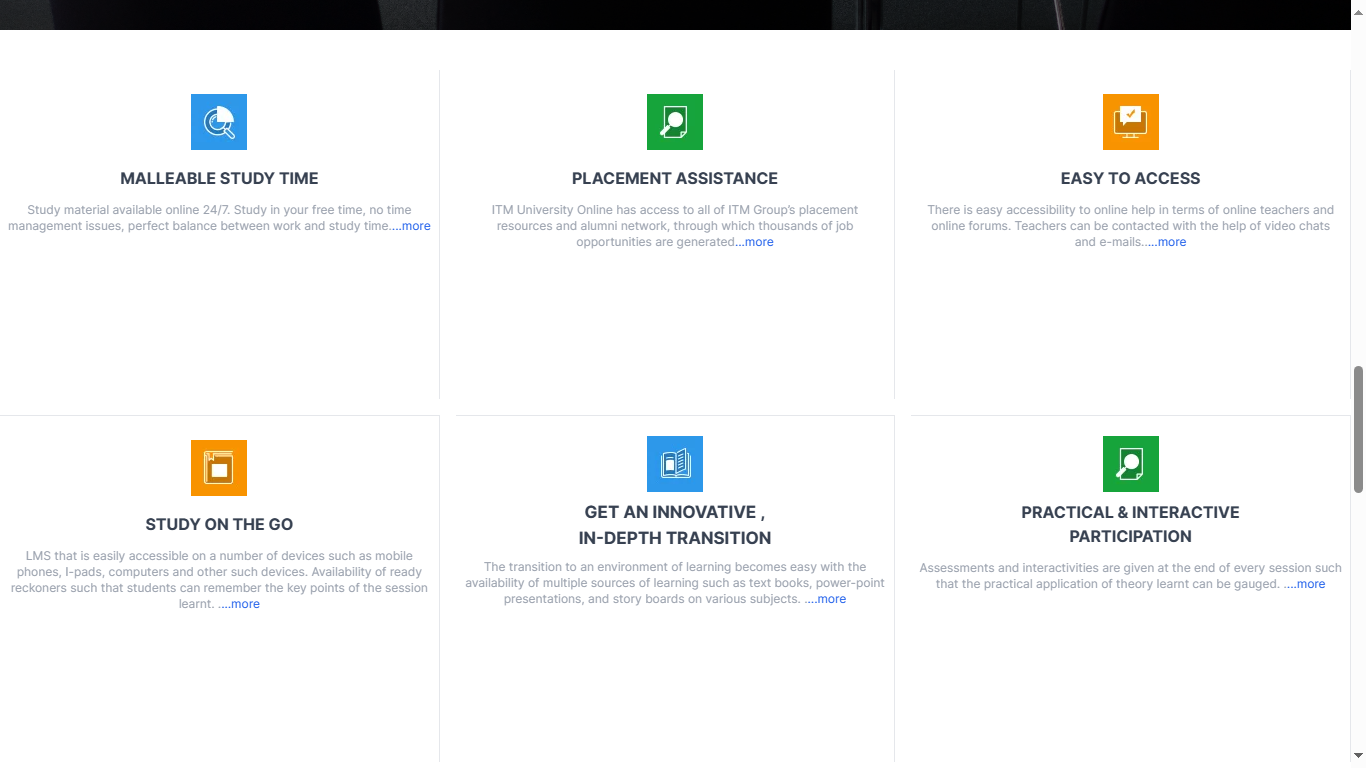 MALLEABLE STUDY TIME
Study material available online 24/7. Study in your free time, no time
management issues, perfect balance between work and study time....more
PLACEMENT ASSISTANCE
ITM University Online has access to all of ITM Group's placement
resources and alumni network, through which thousands of job
opportunities are generated...more
EASY TO ACCESS
There is easy accessibility to online help in terms of online teachers and
online forums. Teachers can be contacted with the help of video chats
and e-mails.....more
STUDY ON THE GO
LMS that is easily accessible on a number of devices such as mobile
phones, I-pads, computers and other such devices. Availability of ready
reckoners such that students can remember the key points of the session
learnt. ....more
GET AN INNOVATIVE ,
IN-DEPTH TRANSITION
The transition to an environment of learning becomes easy with the
availability of multiple sources of learning such as text books, power-point
presentations, and story boards on various subjects. ....more
PRACTICAL & INTERACTIVE
PARTICIPATION
Assessments and interactivities are given at the end of every session such
that the practical application of theory learnt can be gauged. ....more